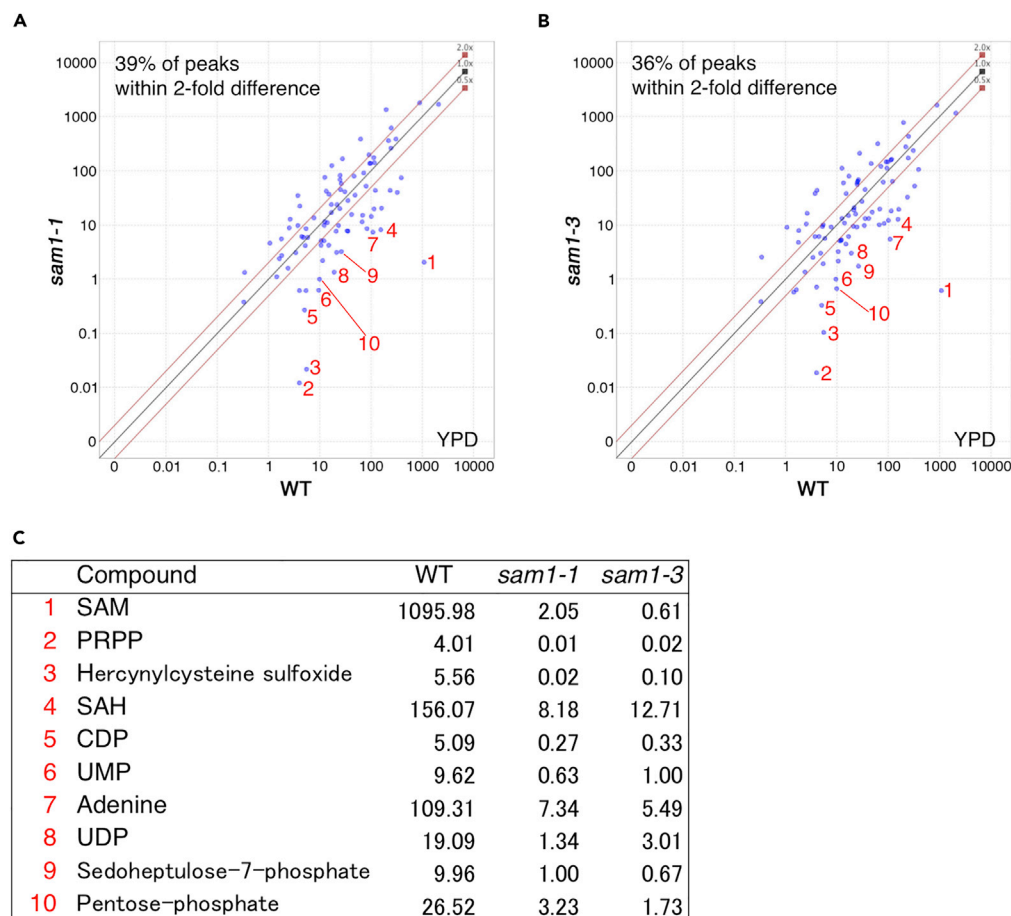 A
39% of peaks
within 2-fold difference
2.0x
1.0x
0.5x
10000
1000
100
10
1
0.1
0.01
0
sam1-1
4
7
1
9
8
6
5
10
3
2
YPD
0 0.01 0.1 1 10 100 1000 10000
WT
B
36% of peaks
within 2-fold difference
2.0x
1.0x
0.5x
10000
1000
100
10
1
0.1
0.01
0
sam1-3
4
7
8
9
6
1
5
10
3
2
YPD
0 0.01 0.1 1 10 100 1000 10000
WT
C
Compound WT sam1-1 sam1-3
1 SAM 1095.98 2.05 0.61
2 PRPP 4.01 0.01 0.02
3 Hercynylcysteine sulfoxide 5.56 0.02 0.10
4 SAH 156.07 8.18 12.71
5 CDP 5.09 0.27 0.33
6 UMP 9.62 0.63 1.00
7 Adenine 109.31 7.34 5.49
8 UDP 19.09 1.34 3.01
9 Sedoheptulose-7-phosphate 9.96 1.00 0.67
10 Pentose-phosphate 26.52 3.23 1.73